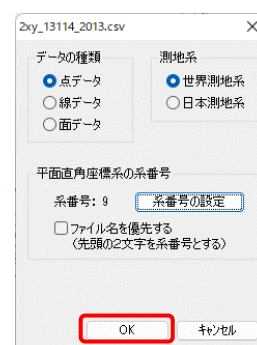 2xy_13114_2013.csv
データの種類
点データ
線データ
面データ
測地系
世界測地系
日本測地系
平面直角座標系の系番号
系番号: 9
系番号の設定
ファイル名を優先する
(先頭の2文字を系番号とする)
OK
キャンセル